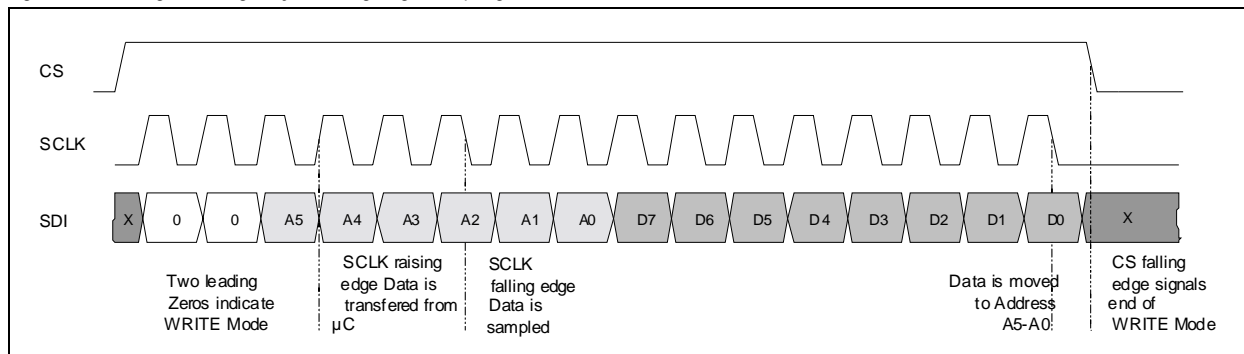 CS
SCLK
SDI X 0 0 A5 A4 A3 A2 A1 A0 D7 D6 D5 D4 D3 D2 D1 D0 X
Two leading
Zeros indicate
WRITE Mode
SCLK raising
edge Data is
transfered from
µC
SCLK
falling edge
Data is
sampled
Data is moved
to Address
A5-A0
CS falling
edge signals
end of
WRITE Mode